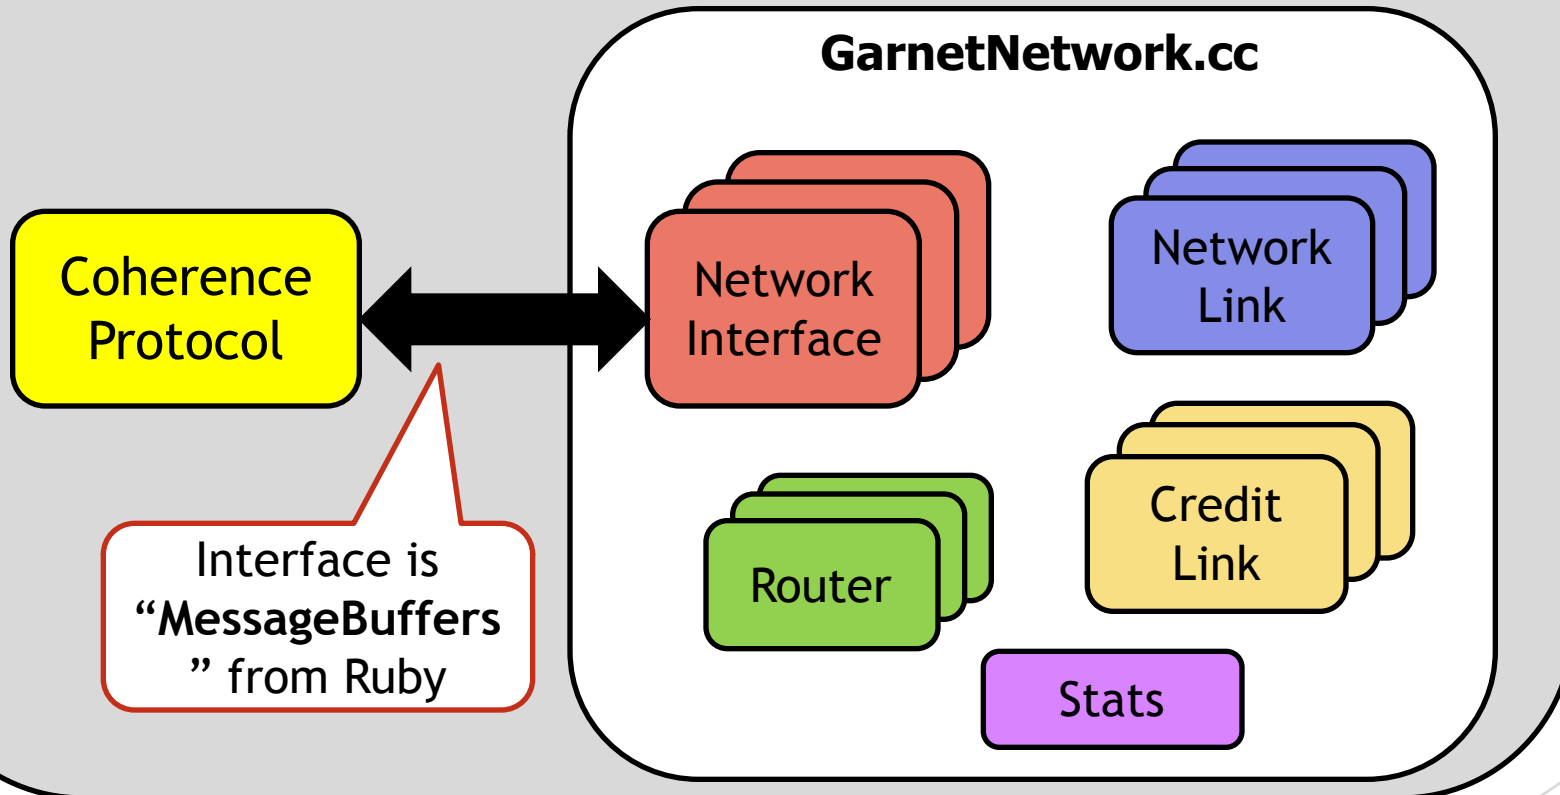 GarnetNetwork.cc
Coherence
Protocol
Network
Interface
Network
Link
Interface is
“MessageBuffers
” from Ruby
Router
Credit
Link
Stats